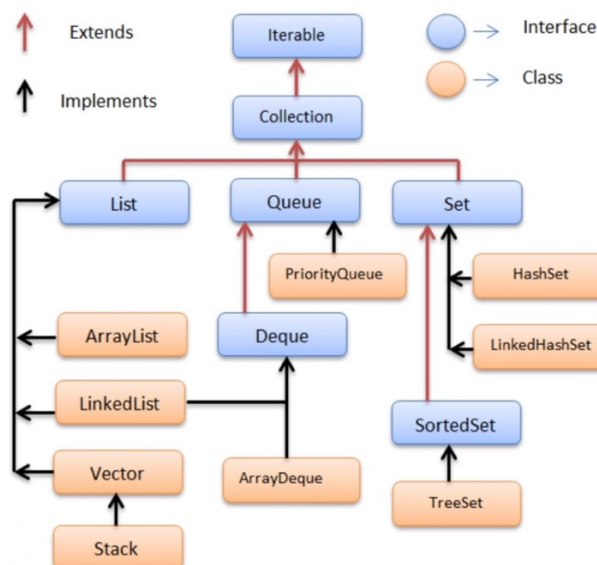 Extends
Implements
Iterable
Interface
Class
Collection
List
Queue
Set
PriorityQueue
HashSet
ArrayList
Deque
LinkedHashSet
LinkedList
SortedSet
Vector
ArrayDeque
TreeSet
Stack